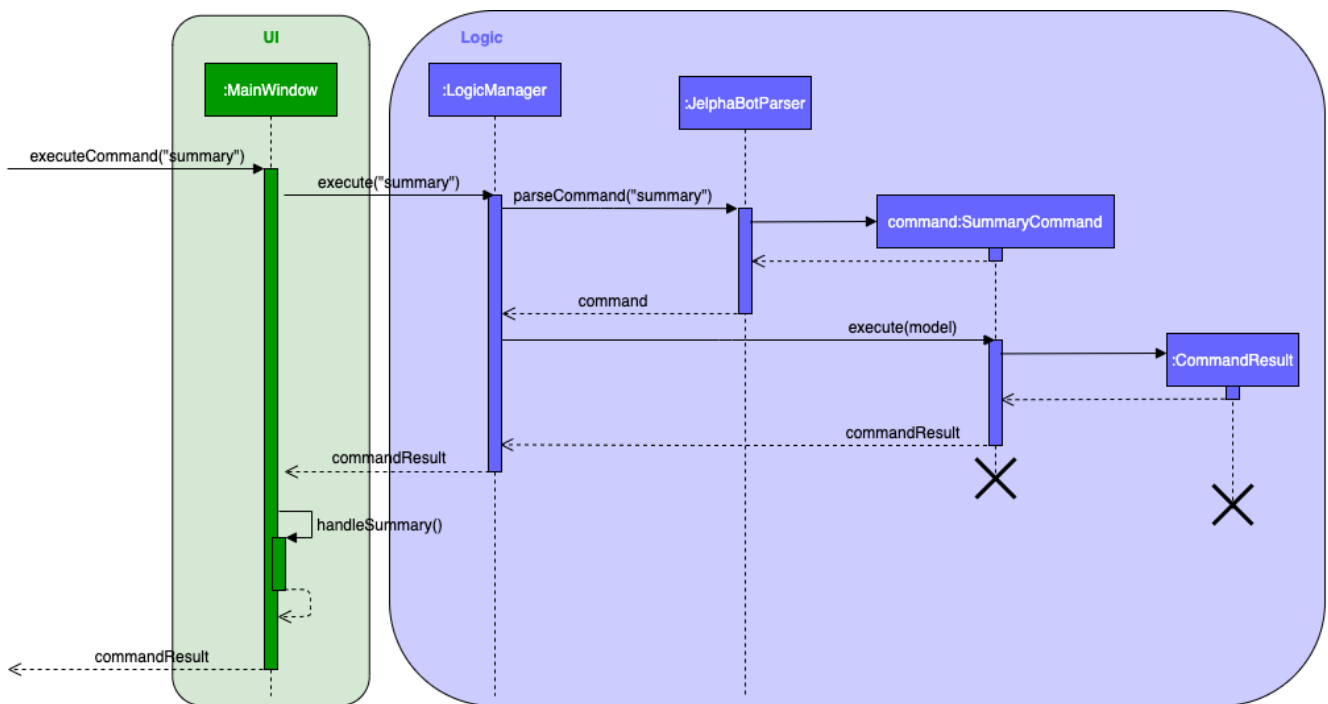 UI
Logic
:MainWindow
:LogicManager
:JelphaBotParser
executeCommand("summary")
execute("summary")
parseCommand("summary")
command:SummaryCommand
command
execute(model)
:CommandResult
commandResult
commandResult
handleSummary()
commandResult